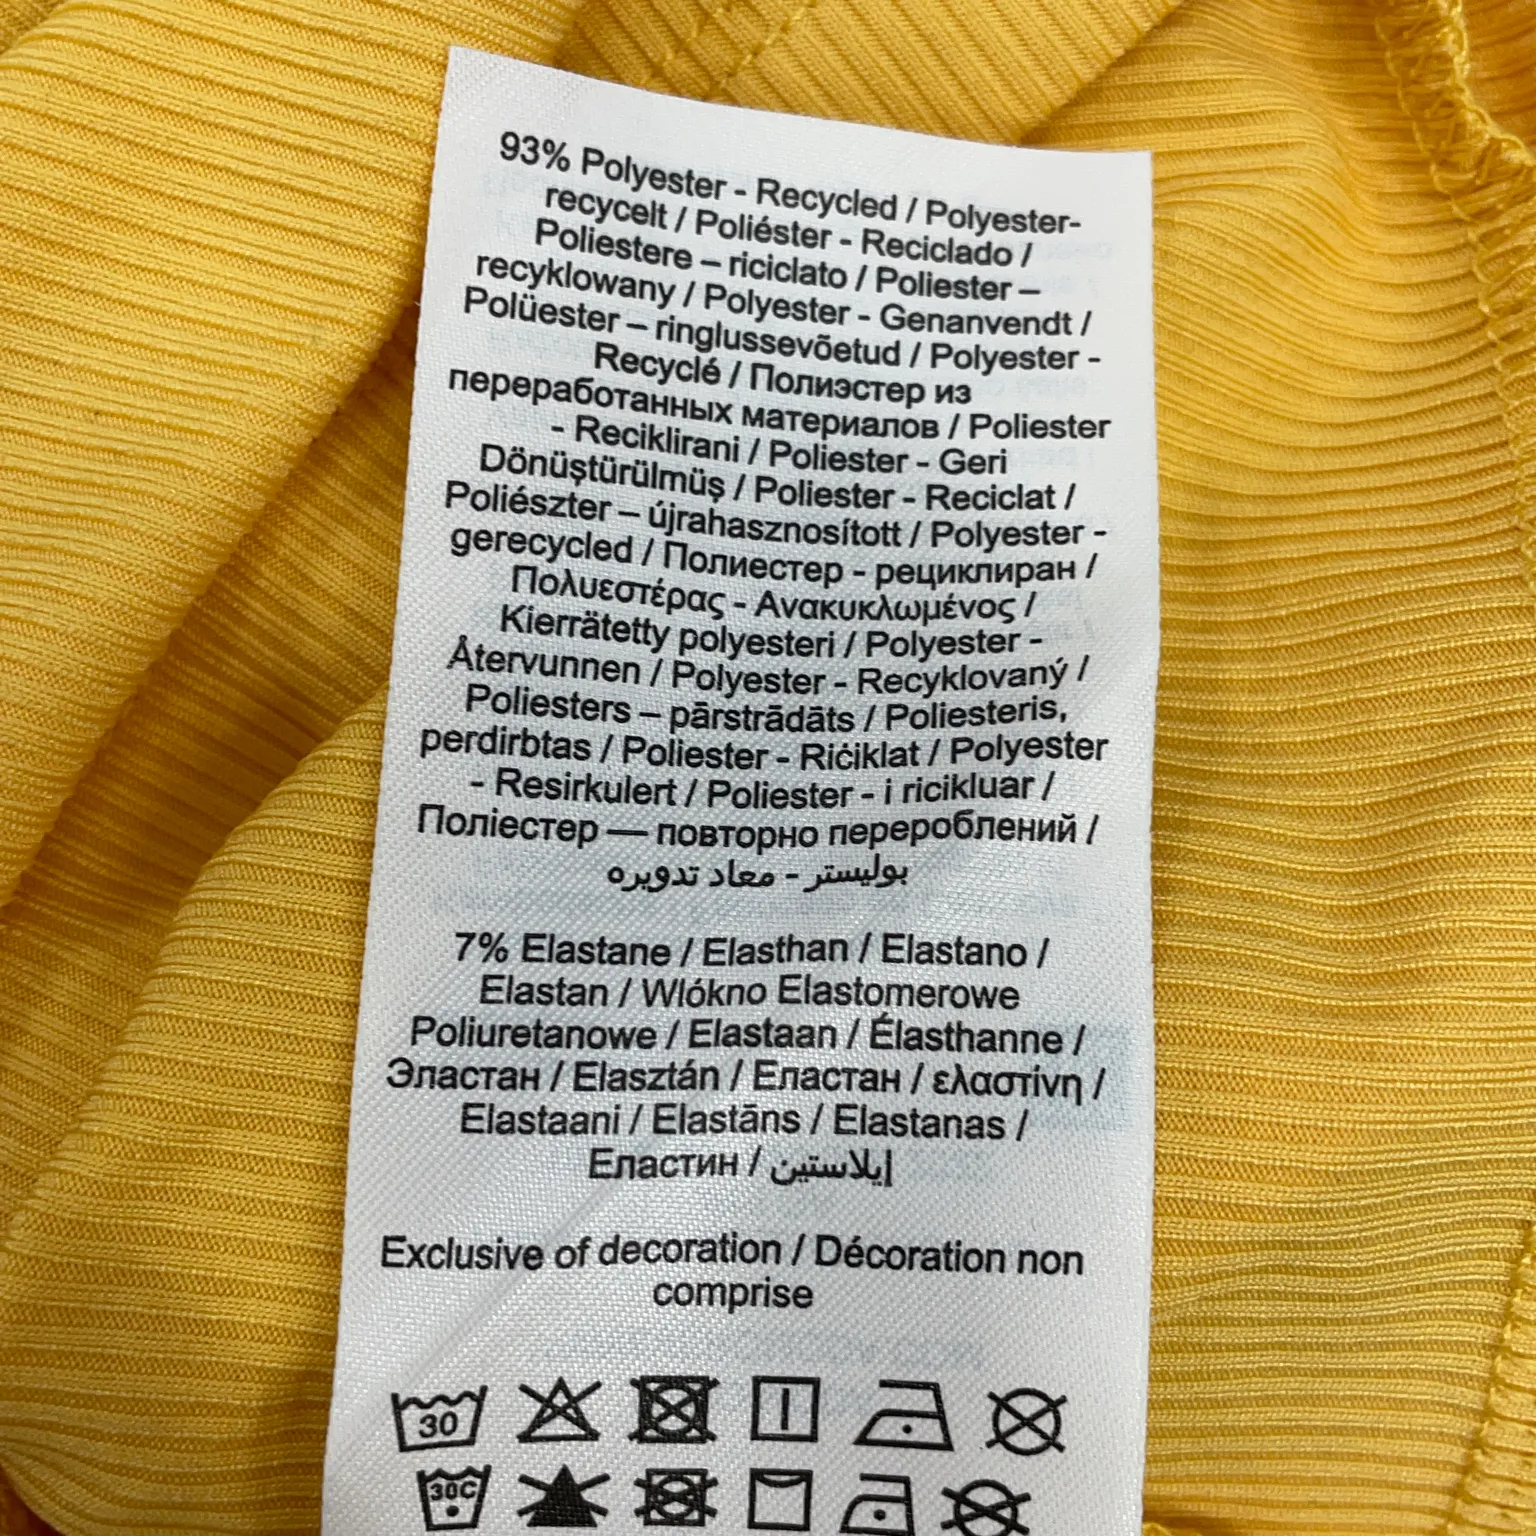 93% Polyester - Recycled / Polyester-
recycelt / Poliéster - Reciclado /
Poliestere – riciclato / Poliester –
recyklowany / Polyester - Genanvendt /
Polüester – ringlussevõetud / Polyester -
Recyclé / Полиэстер из
переработанных материалов / Poliester
- Reciklirani / Poliester - Geri
Dönüştürülmüş / Poliester - Reciclat /
Poliészter – újrahasznosított / Polyester -
gerecycled / Полиестер - рециклиран /
Πολυεστέρας - Ανακυκλωμένος /
Kierrätetty polyesteri / Polyester -
Återvunnen / Polyester - Recyklovaný /
Poliesters – pārstrādāts / Poliesteris,
perdirbtas / Poliester - Riċiklat / Polyester
- Resirkulert / Poliester - i ricikluar /
Поліестер — повторно перероблений /
بوليستر - معاد تدويره
7% Elastane / Elasthan / Elastano /
Elastan / Wlókno Elastomerowe
Poliuretanowe / Elastaan / Élasthanne /
Эластан / Elasztán / Еластан / ελαστίνη /
Elastaani / Elastāns / Elastanas /
Еластин / إيلاستين
Exclusive of decoration / Décoration non
comprise
30
30C